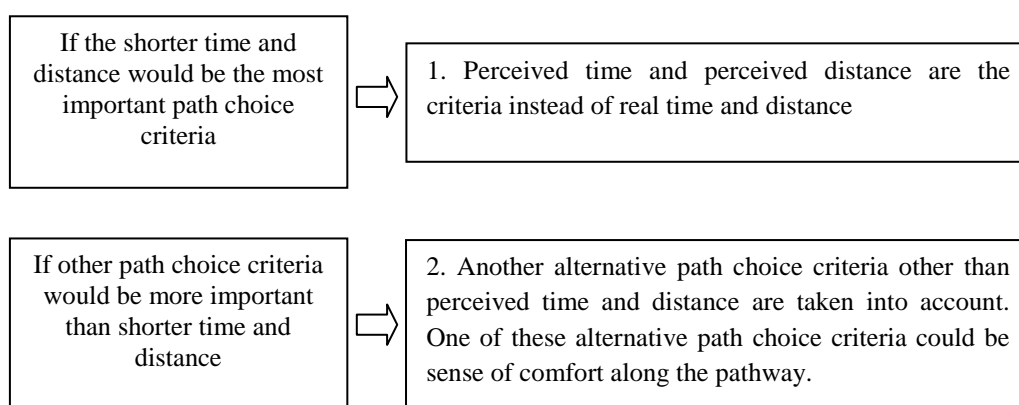 If the shorter time and
distance would be the most
important path choice
criteria
1. Perceived time and perceived distance are the
criteria instead of real time and distance
If other path choice criteria
would be more important
than shorter time and
distance
2. Another alternative path choice criteria other than
perceived time and distance are taken into account.
One of these alternative path choice criteria could be
sense of comfort along the pathway.